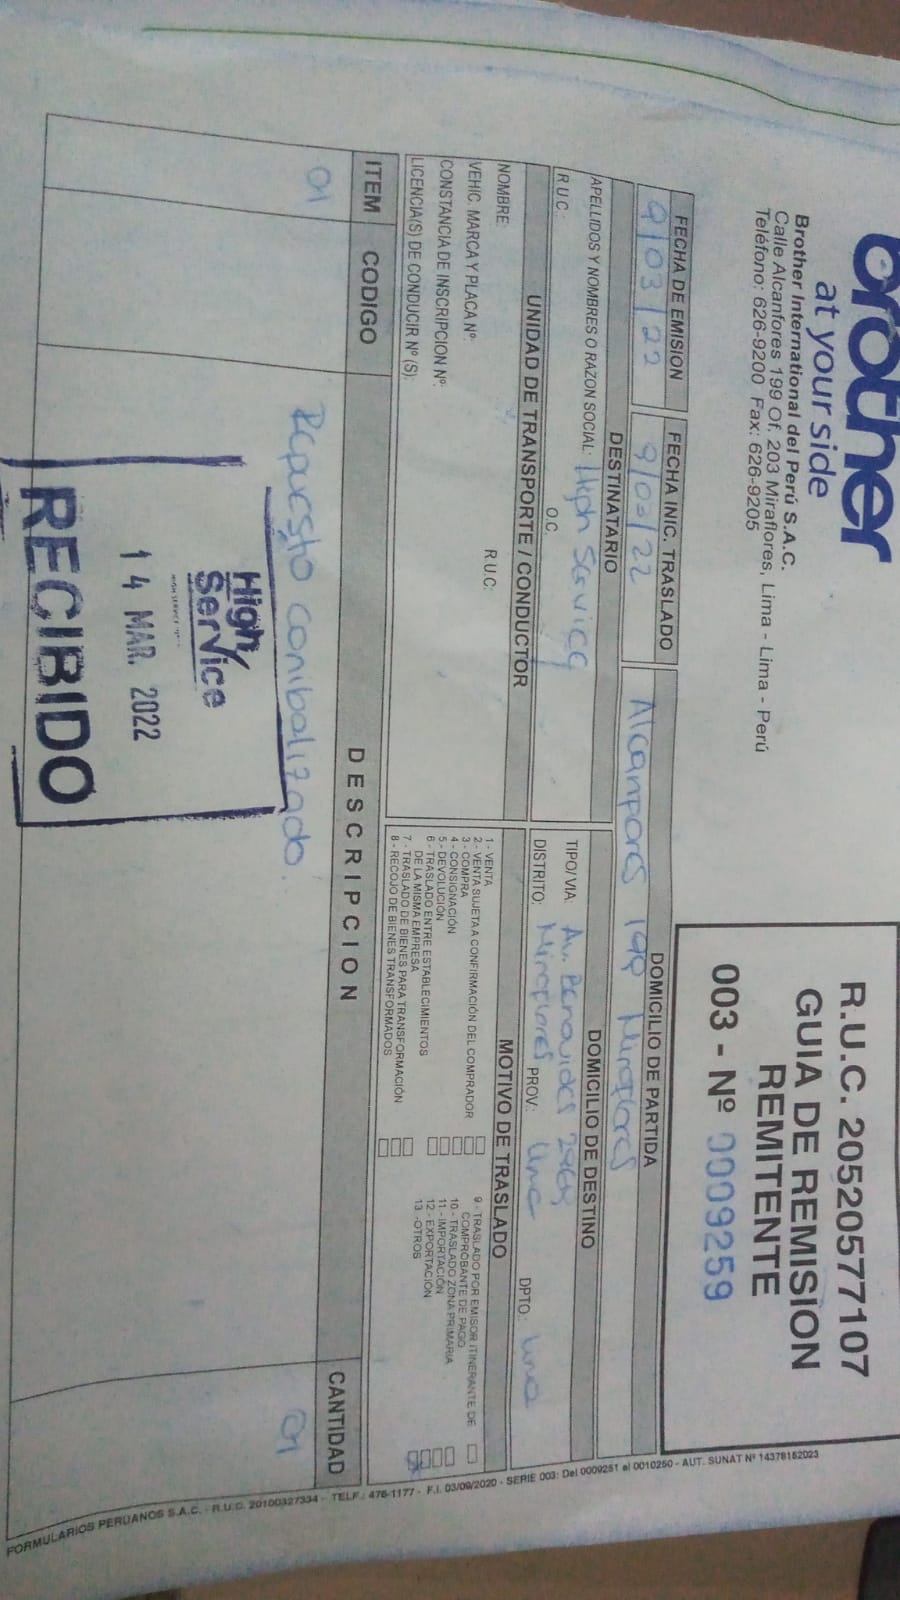 brother
at your side
Brother International del Perú S.A.C.
Calle Alcanfores 199 Of. 203 Miraflores, Lima - Lima - Perú
Teléfono: 626-9200 Fax: 626-9205
R.U.C. 20520577107
GUIA DE REMISION
REMITENTE
003 - Nº 0009259
FECHA DE EMISION
9/03/22
FECHA INIC. TRASLADO
9/03/22
DOMICILIO DE PARTIDA
Alcanfores 199 Miraflores
DESTINATARIO
APELLIDOS Y NOMBRES O RAZON SOCIAL: High Service
R.U.C.:
O.C.
DOMICILIO DE DESTINO
TIPO/VIA: Av. Benavides
DISTRITO: Miraflores PROV.: Lima DPTO.: Lima
UNIDAD DE TRANSPORTE / CONDUCTOR
NOMBRE: R.U.C:
VEHIC. MARCA Y PLACA Nº:
CONSTANCIA DE INSCRIPCION Nº:
LICENCIA(S) DE CONDUCIR Nº (S):
MOTIVO DE TRASLADO
1 - VENTA
2 - VENTA SUJETA A CONFIRMACIÓN DEL COMPRADOR
3 - COMPRA
4 - CONSIGNACIÓN
5 - DEVOLUCIÓN
6 - TRASLADO ENTRE ESTABLECIMIENTOS
DE LA MISMA EMPRESA
7 - TRASLADO DE BIENES PARA TRANSFORMACIÓN
8 - RECOJO DE BIENES TRANSFORMADOS
9 - TRASLADO POR EMISOR ITINERANTE DE
COMPROBANTE DE PAGO
10 - TRASLADO ZONA PRIMARIA
11 - IMPORTACIÓN
12 - EXPORTACIÓN
13 - OTROS
ITEM CODIGO DESCRIPCION CANTIDAD
01 Repuesto canibalizado. 01
High
Service
14 MAR. 2022
RECIBIDO
FORMULARIOS PERUANOS S.A.C. - R.U.C. 20100327334 - TELF.: 476-1177 - F.I. 03/09/2020 - SERIE 003: Del 0009251 al 0010250 - AUT. SUNAT Nº 14378162023